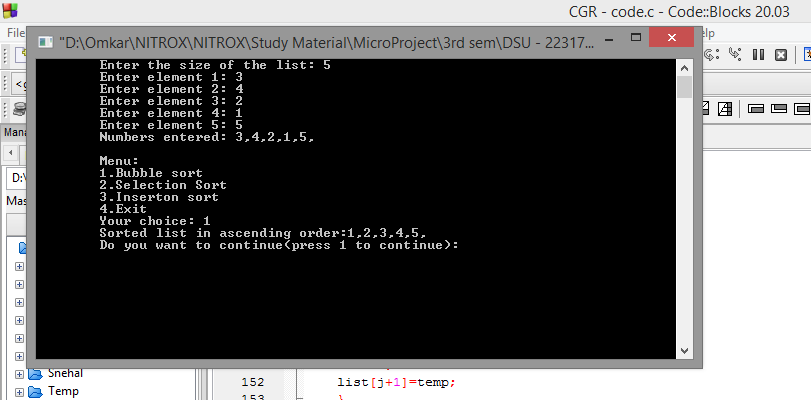 CGR - code.c - Code::Blocks 20.03
File
elp
"D:\Omkar\NITROX\NITROX\Study Material\MicroProject\3rd sem\DSU - 22317...
Enter the size of the list: 5
Enter element 1: 3
Enter element 2: 4
Enter element 3: 2
Enter element 4: 1
Enter element 5: 5
Numbers entered: 3,4,2,1,5,
Menu:
1.Bubble sort
2.Selection Sort
3.Inserton sort
4.Exit
Your choice: 1
Sorted list in ascending order:1,2,3,4,5,
Do you want to continue(press 1 to continue):
<g
Mana
D:\
Mas
Snehal
Temp
152 list[j+1]=temp;
153 }